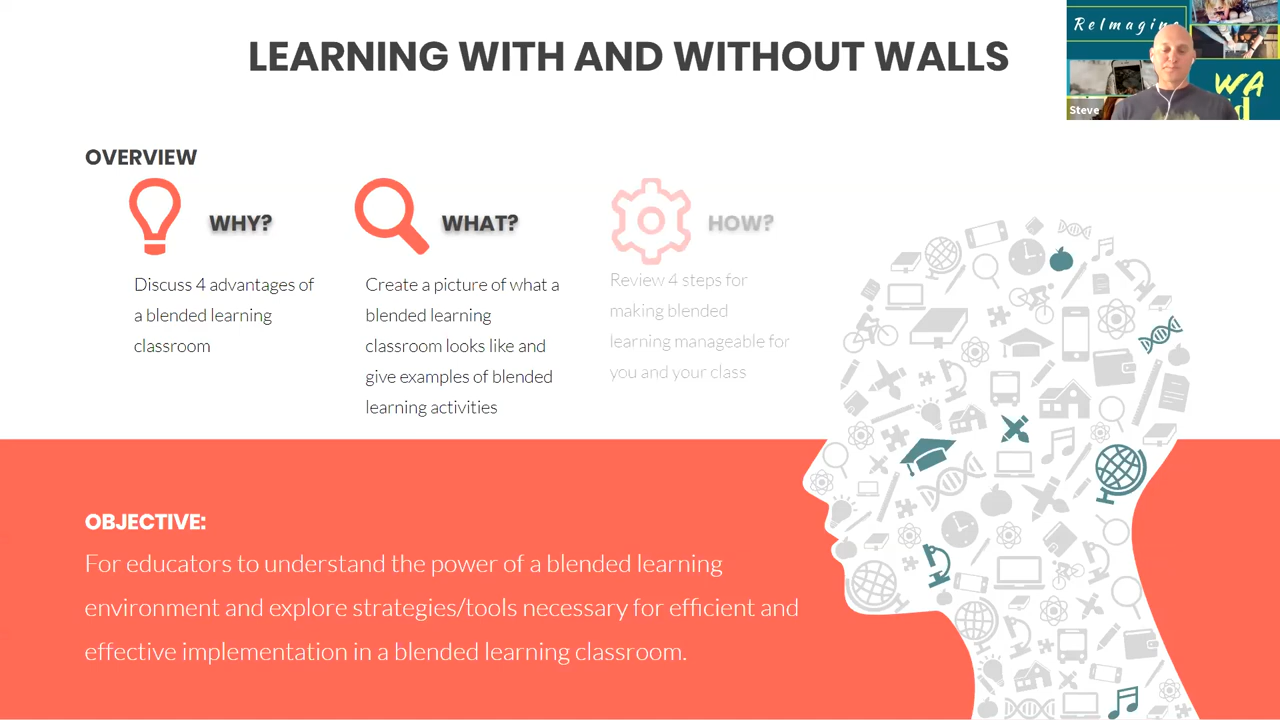 LEARNING WITH AND WITHOUT WALLS
ReImagine
WA
Steve
OVERVIEW
WHY?
Discuss 4 advantages of
a blended learning
classroom
WHAT?
Create a picture of what a
blended learning
classroom looks like and
give examples of blended
learning activities
HOW?
Review 4 steps for
making blended
learning manageable for
you and your class
OBJECTIVE:
For educators to understand the power of a blended learning
environment and explore strategies/tools necessary for efficient and
effective implementation in a blended learning classroom.